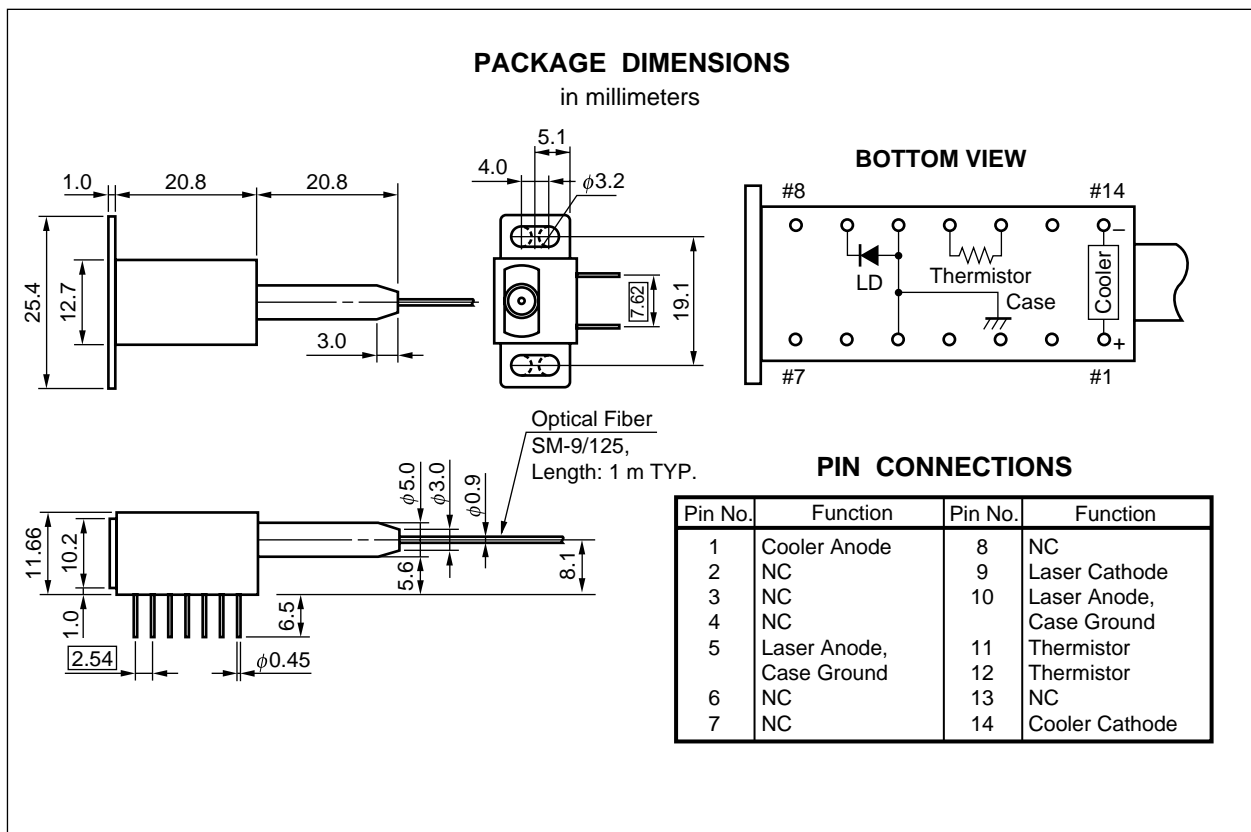 PACKAGE DIMENSIONS
in millimeters
1.0
20.8
20.8
25.4
12.7
3.0
5.1
4.0
φ3.2
7.62
19.1
BOTTOM VIEW
#8
#14
–
LD
Thermistor
Case
Cooler
+
#7
#1
Optical Fiber
SM-9/125,
Length: 1 m TYP.
11.66
10.2
1.0
2.54
φ0.45
6.5
φ5.0
φ3.0
φ0.9
5.6
8.1
PIN CONNECTIONS
Pin No. Function Pin No. Function
1 Cooler Anode 8 NC
2 NC 9 Laser Cathode
3 NC 10 Laser Anode,
4 NC Case Ground
5 Laser Anode, 11 Thermistor
Case Ground 12 Thermistor
6 NC 13 NC
7 NC 14 Cooler Cathode